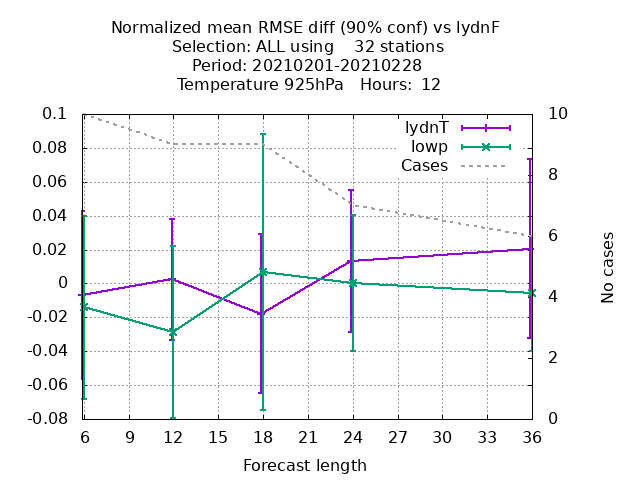 Normalized mean RMSE diff (90% conf) vs lydnF
Selection: ALL using    32 stations
Period: 20210201-20210228
Temperature 925hPa   Hours:  12
0.1
0.08
0.06
0.04
0.02
0
-0.02
-0.04
-0.06
-0.08
lydnT
lowp
Cases
10
8
6
4
2
0
No cases
6 9 12 15 18 21 24 27 30 33 36
Forecast length